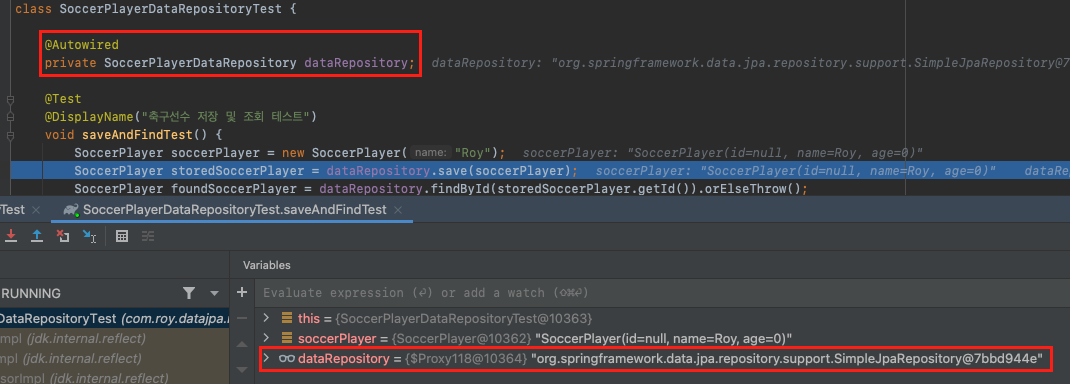 class SoccerPlayerDataRepositoryTest {
@Autowired
private SoccerPlayerDataRepository dataRepository; dataRepository: "org.springframework.data.jpa.repository.support.SimpleJpaRepository@7
@Test
@DisplayName("축구선수 저장 및 조회 테스트")
void saveAndFindTest() {
SoccerPlayer soccerPlayer = new SoccerPlayer( name: "Roy"); soccerPlayer: "SoccerPlayer(id=null, name=Roy, age=0)"
SoccerPlayer storedSoccerPlayer = dataRepository.save(soccerPlayer); soccerPlayer: "SoccerPlayer(id=null, name=Roy, age=0)" dataRe
SoccerPlayer foundSoccerPlayer = dataRepository.findById(storedSoccerPlayer.getId()).orElseThrow();
Test × SoccerPlayerDataRepositoryTest.saveAndFindTest ×
Variables
RUNNING
Evaluate expression (⏎) or add a watch (⇧⌘⏎)
DataRepositoryTest (com.roy.datajpa.r
this = {SoccerPlayerDataRepositoryTest@10363}
mpl (jdk.internal.reflect)
soccerPlayer = {SoccerPlayer@10362} "SoccerPlayer(id=null, name=Roy, age=0)"
mpl (jdk.internal.reflect)
dataRepository = {$Proxy118@10364} "org.springframework.data.jpa.repository.support.SimpleJpaRepository@7bbd944e"
sorImpl (jdk.internal.reflect)